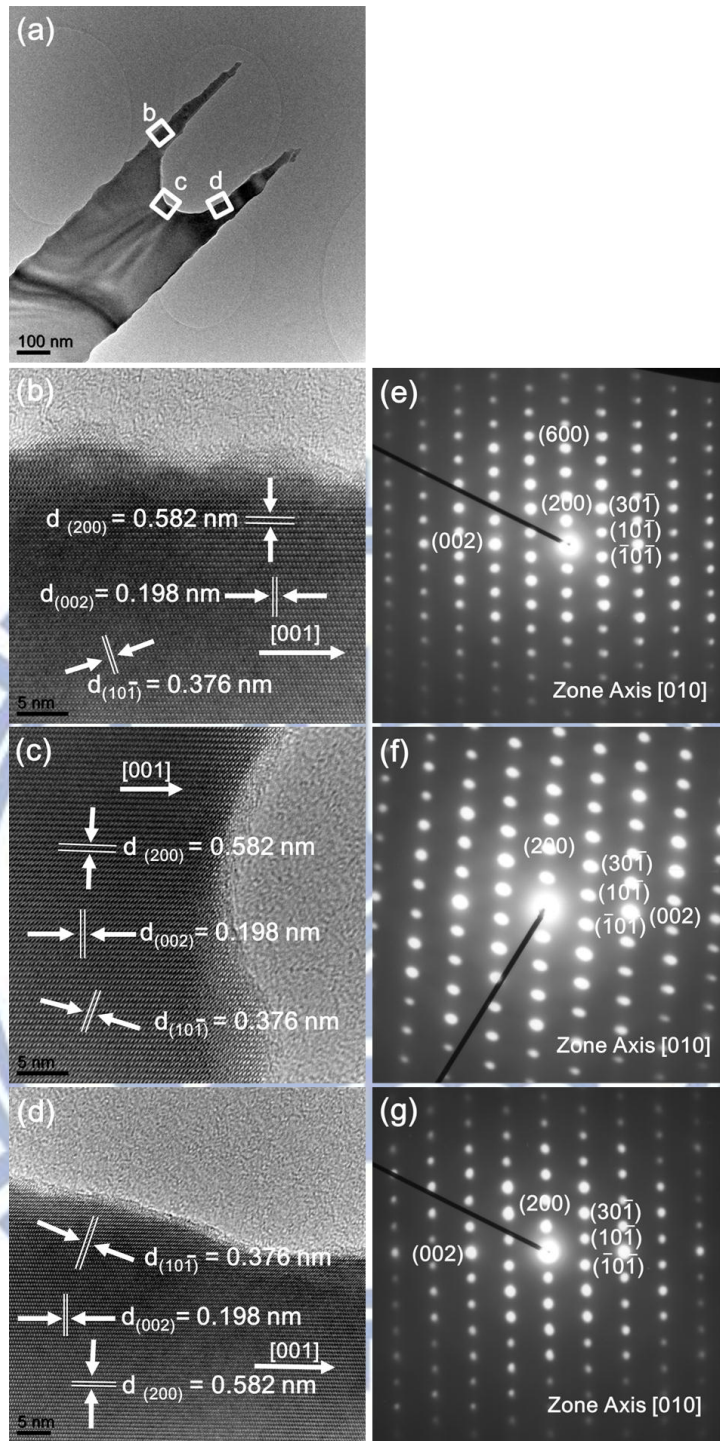 (a)
b
c
d
100 nm
(b)
d (200) = 0.582 nm
d(002) = 0.198 nm
[001]
d(101̄) = 0.376 nm
5 nm
(e)
(600)
(200)
(301̄)
(002)
(101̄)
(1̄01̄)
Zone Axis [010]
(c)
[001]
d (200) = 0.582 nm
d(002) = 0.198 nm
d(101̄) = 0.376 nm
5 nm
(f)
(200)
(301̄)
(101̄)
(1̄01̄)
(002)
Zone Axis [010]
(d)
d(101̄) = 0.376 nm
d(002) = 0.198 nm
[001]
d (200) = 0.582 nm
5 nm
(g)
(200)
(301̄)
(002)
(101̄)
(1̄01̄)
Zone Axis [010]